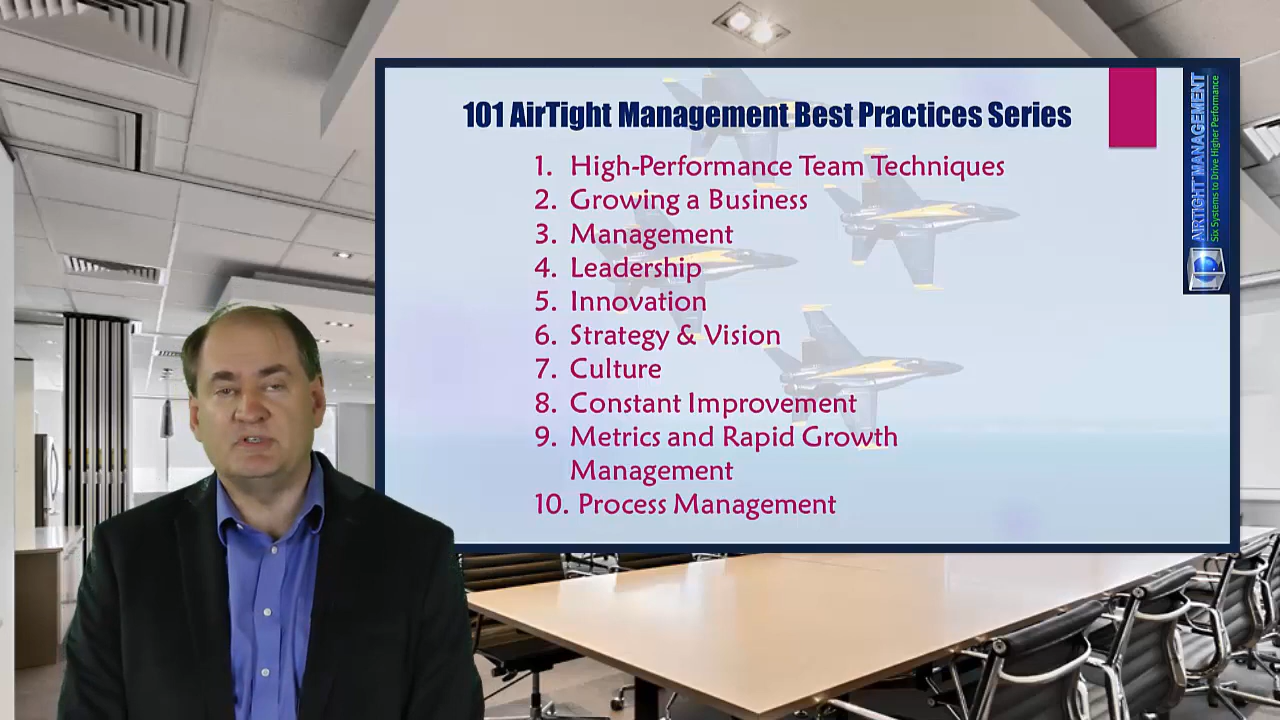 101 AirTight Management Best Practices Series
1. High-Performance Team Techniques
2. Growing a Business
3. Management
4. Leadership
5. Innovation
6. Strategy & Vision
7. Culture
8. Constant Improvement
9. Metrics and Rapid Growth
Management
10. Process Management
AIRTIGHT MANAGEMENT
Six Systems to Drive Higher Performance